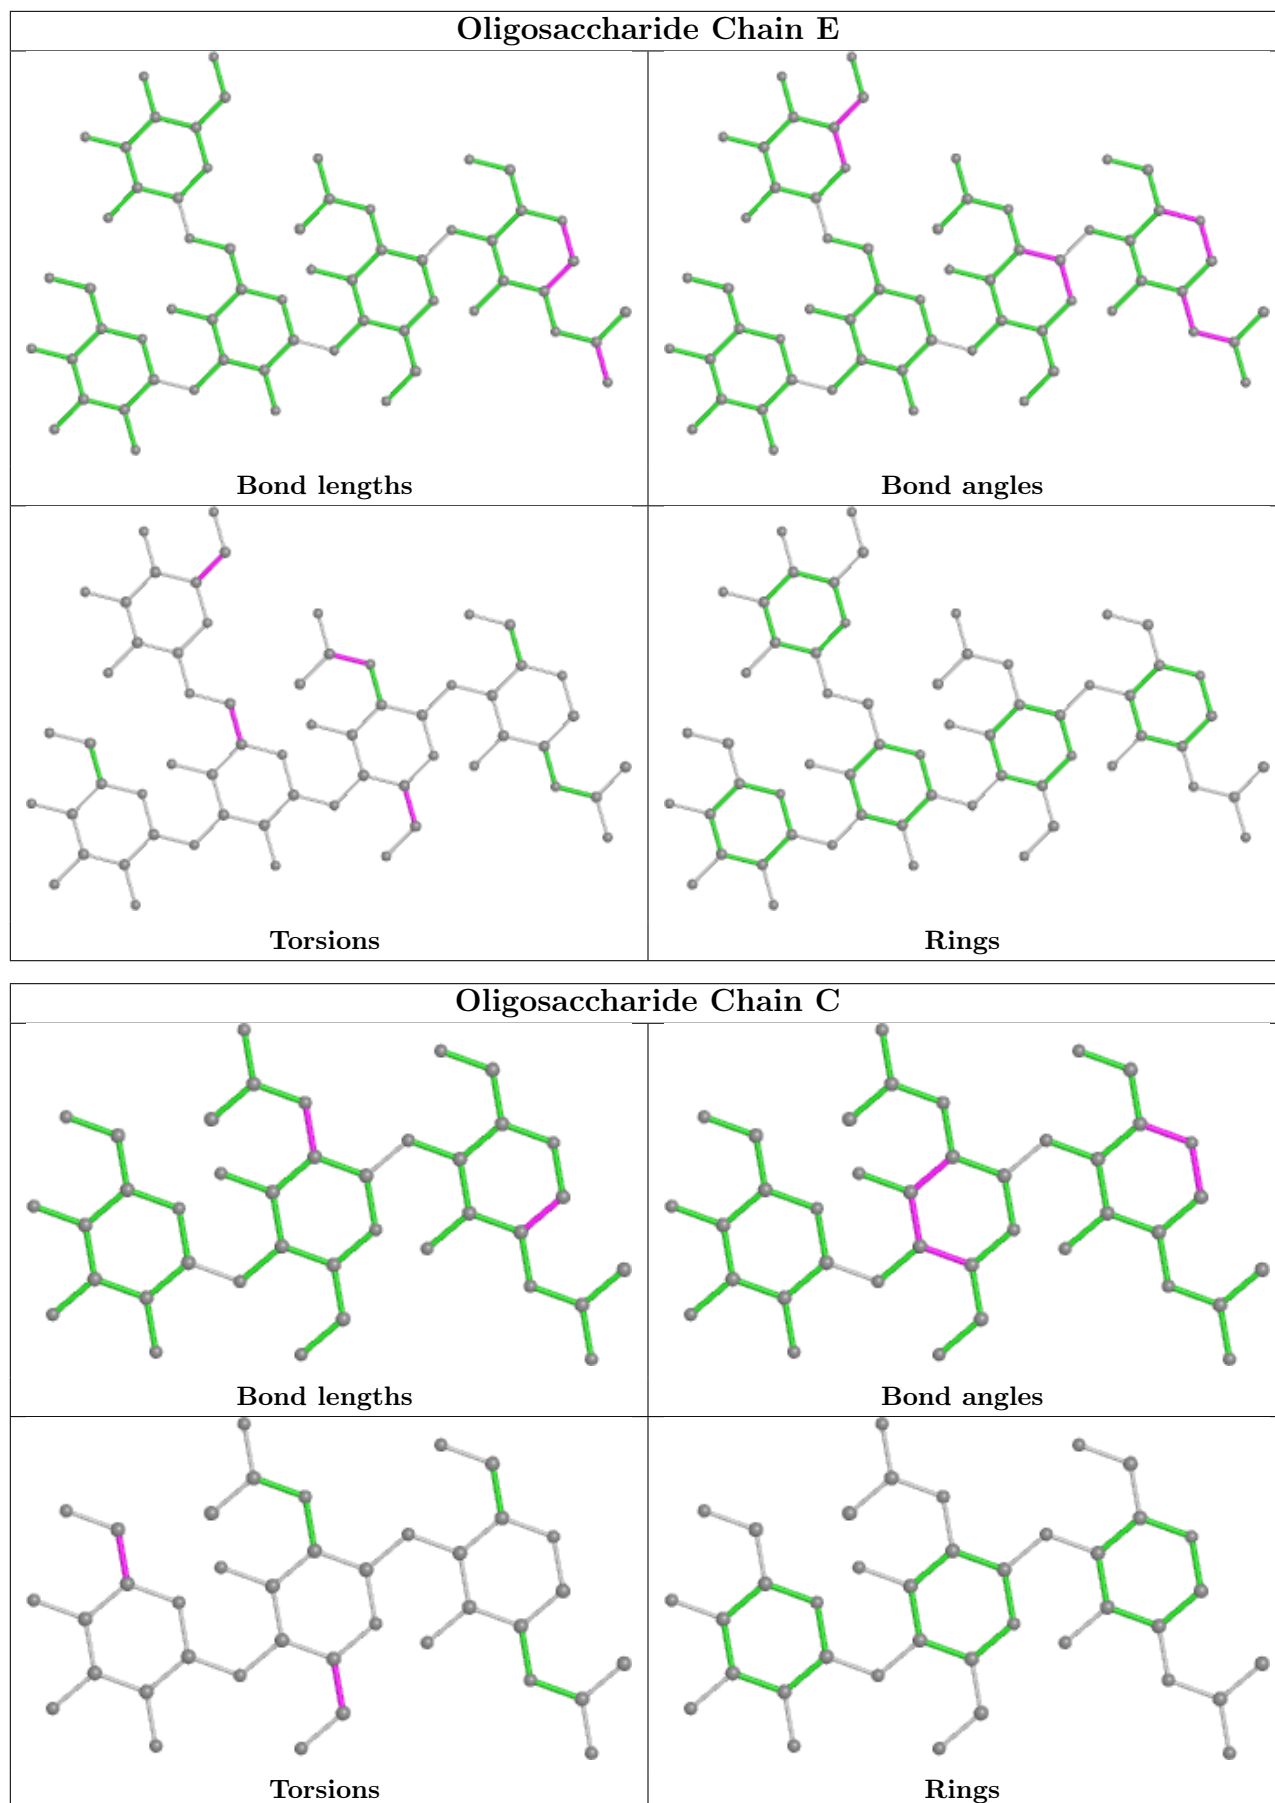 Oligosaccharide Chain E
Bond lengths
Bond angles
Torsions
Rings
Oligosaccharide Chain C
Bond lengths
Bond angles
Torsions
Rings